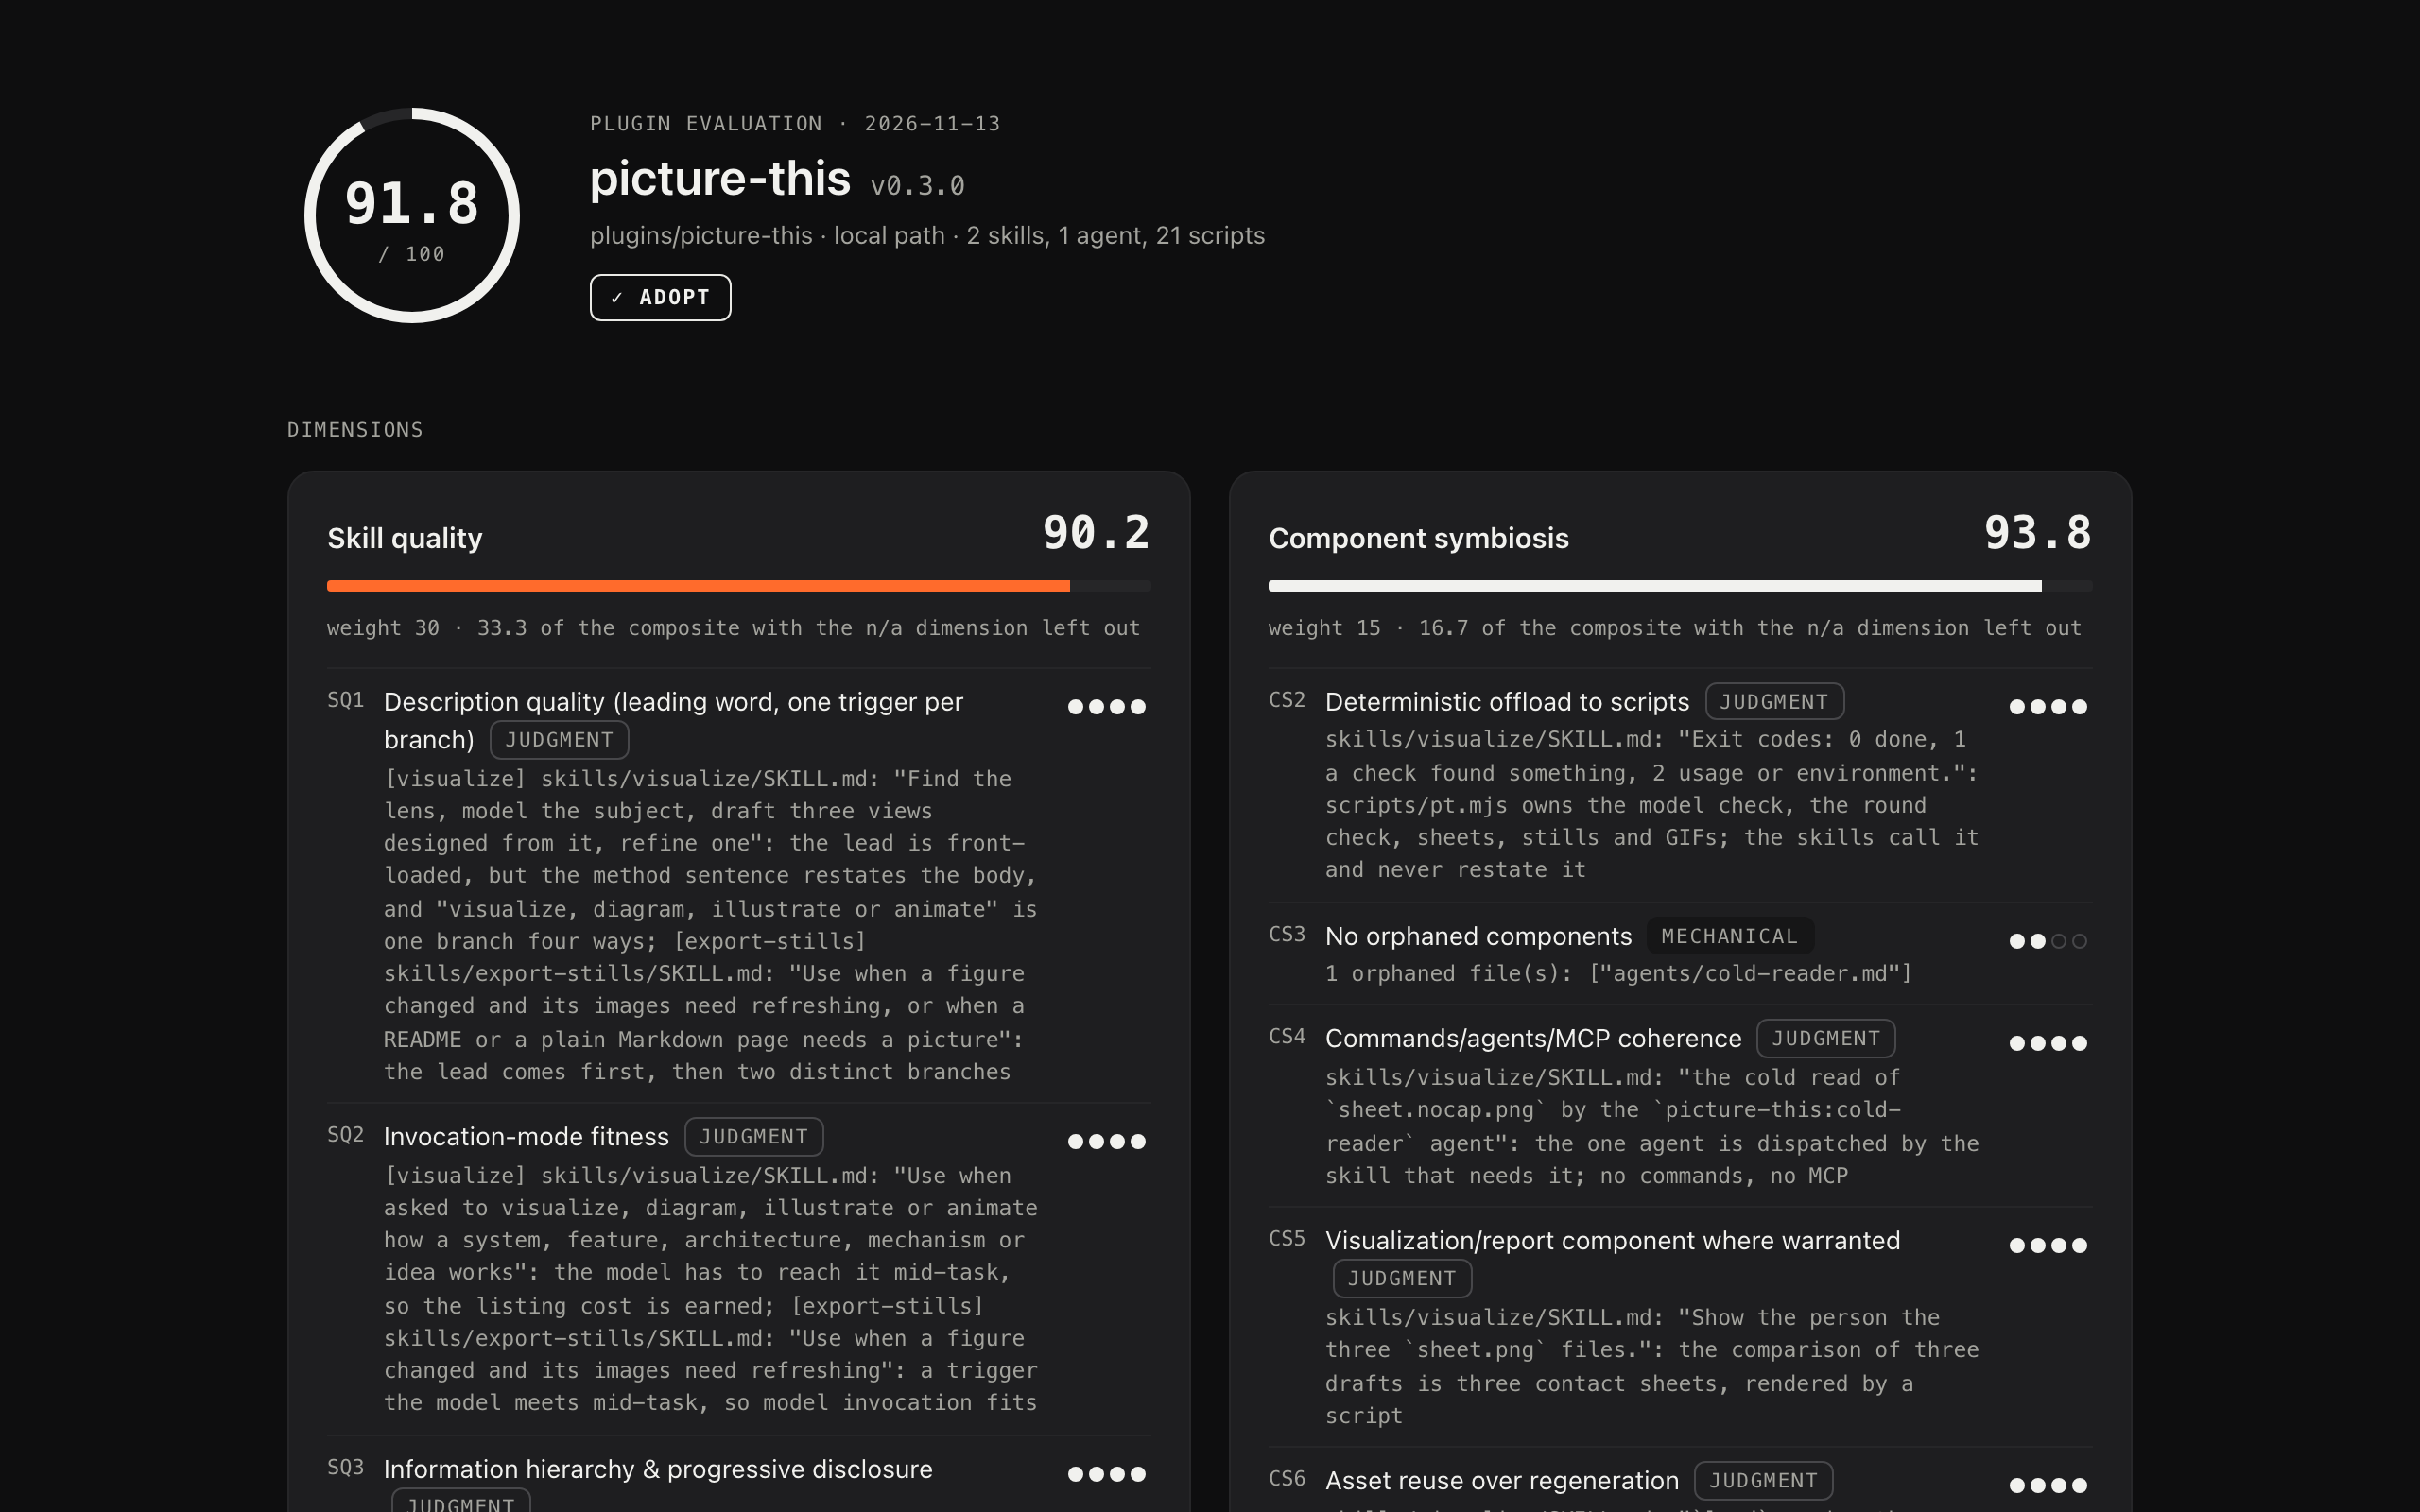 91.8
/ 100
PLUGIN EVALUATION · 2026-11-13
picture-this v0.3.0
plugins/picture-this · local path · 2 skills, 1 agent, 21 scripts
✓ ADOPT
DIMENSIONS
Skill quality 90.2
weight 30 · 33.3 of the composite with the n/a dimension left out
SQ1 Description quality (leading word, one trigger per
branch) JUDGMENT
[visualize] skills/visualize/SKILL.md: "Find the
lens, model the subject, draft three views
designed from it, refine one": the lead is front-
loaded, but the method sentence restates the body,
and "visualize, diagram, illustrate or animate" is
one branch four ways; [export-stills]
skills/export-stills/SKILL.md: "Use when a figure
changed and its images need refreshing, or when a
README or a plain Markdown page needs a picture":
the lead comes first, then two distinct branches
SQ2 Invocation-mode fitness JUDGMENT
[visualize] skills/visualize/SKILL.md: "Use when
asked to visualize, diagram, illustrate or animate
how a system, feature, architecture, mechanism or
idea works": the model has to reach it mid-task,
so the listing cost is earned; [export-stills]
skills/export-stills/SKILL.md: "Use when a figure
changed and its images need refreshing": a trigger
the model meets mid-task, so model invocation fits
SQ3 Information hierarchy & progressive disclosure
JUDGMENT
Component symbiosis 93.8
weight 15 · 16.7 of the composite with the n/a dimension left out
CS2 Deterministic offload to scripts JUDGMENT
skills/visualize/SKILL.md: "Exit codes: 0 done, 1
a check found something, 2 usage or environment.":
scripts/pt.mjs owns the model check, the round
check, sheets, stills and GIFs; the skills call it
and never restate it
CS3 No orphaned components MECHANICAL
1 orphaned file(s): ["agents/cold-reader.md"]
CS4 Commands/agents/MCP coherence JUDGMENT
skills/visualize/SKILL.md: "the cold read of
`sheet.nocap.png` by the `picture-this:cold-
reader` agent": the one agent is dispatched by the
skill that needs it; no commands, no MCP
CS5 Visualization/report component where warranted
JUDGMENT
skills/visualize/SKILL.md: "Show the person the
three `sheet.png` files.": the comparison of three
drafts is three contact sheets, rendered by a
script
CS6 Asset reuse over regeneration JUDGMENT